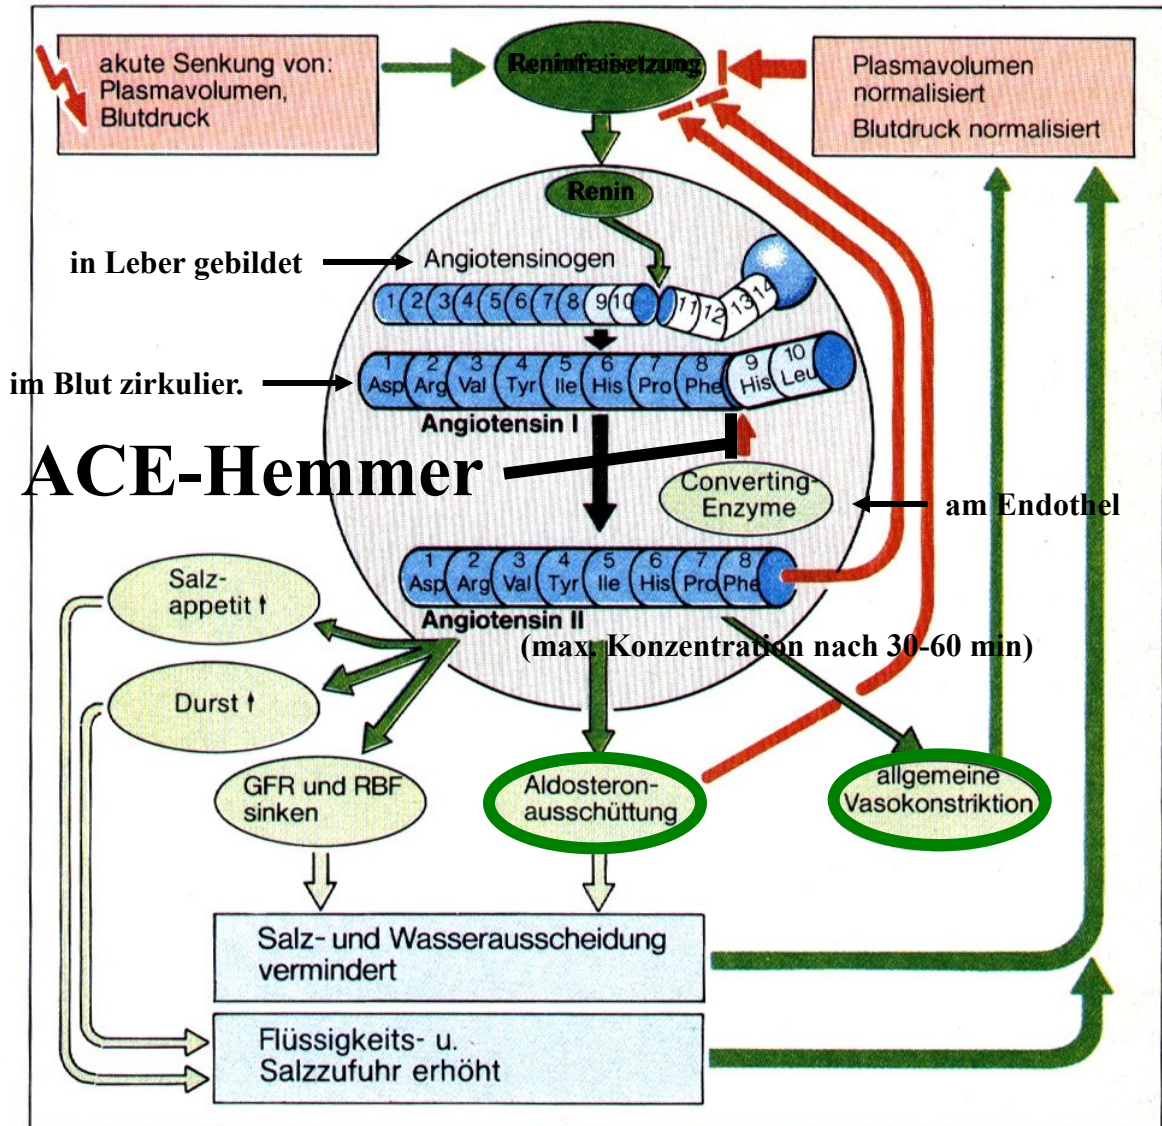 akute Senkung von:
Plasmavolumen,
Blutdruck
Reninfreisetzung
Plasmavolumen
normalisiert
Blutdruck normalisiert
Renin
in Leber gebildet
Angiotensinogen
1 2 3 4 5 6 7 8 9 10 11 12 13 14
im Blut zirkulier.
1 2 3 4 5 6 7 8 9 10
Asp Arg Val Tyr Ile His Pro Phe His Leu
Angiotensin I
ACE-Hemmer
Converting-
Enzyme
am Endothel
1 2 3 4 5 6 7 8
Asp Arg Val Tyr Ile His Pro Phe
Angiotensin II
(max. Konzentration nach 30-60 min)
Salz-
appetit ↑
Durst ↑
GFR und RBF
sinken
Aldosteron-
ausschüttung
allgemeine
Vasokonstriktion
Salz- und Wasserausscheidung
vermindert
Flüssigkeits- u.
Salzzufuhr erhöht